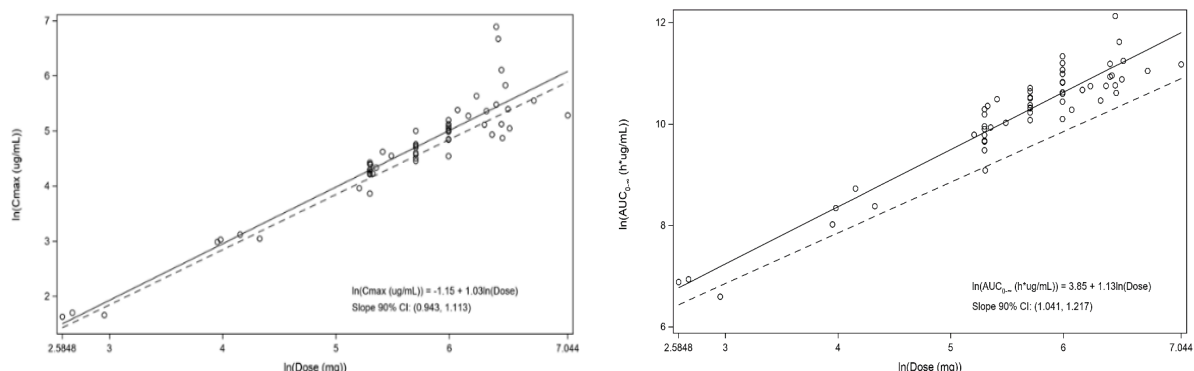 7
6
5
4
3
2
ln(Cmax (ug/mL))
ln(Cmax (ug/mL)) = -1.15 + 1.03ln(Dose)
Slope 90% CI: (0.943, 1.113)
2.5848 3 4 5 6 7.044
ln(Dose (mg))
12
10
8
6
ln(AUC0-∞ (h*ug/mL))
ln(AUC0-∞ (h*ug/mL)) = 3.85 + 1.13ln(Dose)
Slope 90% CI: (1.041, 1.217)
2.5848 3 4 5 6 7.044
ln(Dose (mg))